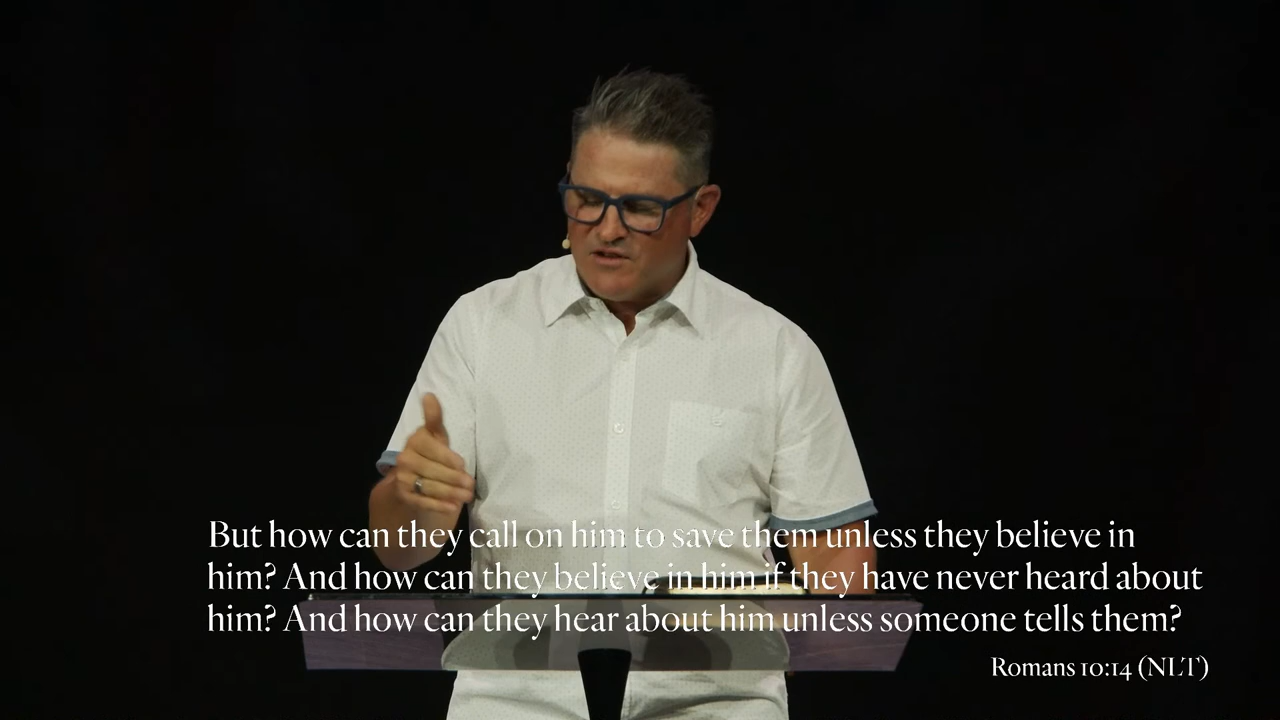 But how can they call on him to save them unless they believe in
him? And how can they believe in him if they have never heard about
him? And how can they hear about him unless someone tells them?
Romans 10:14 (NLT)